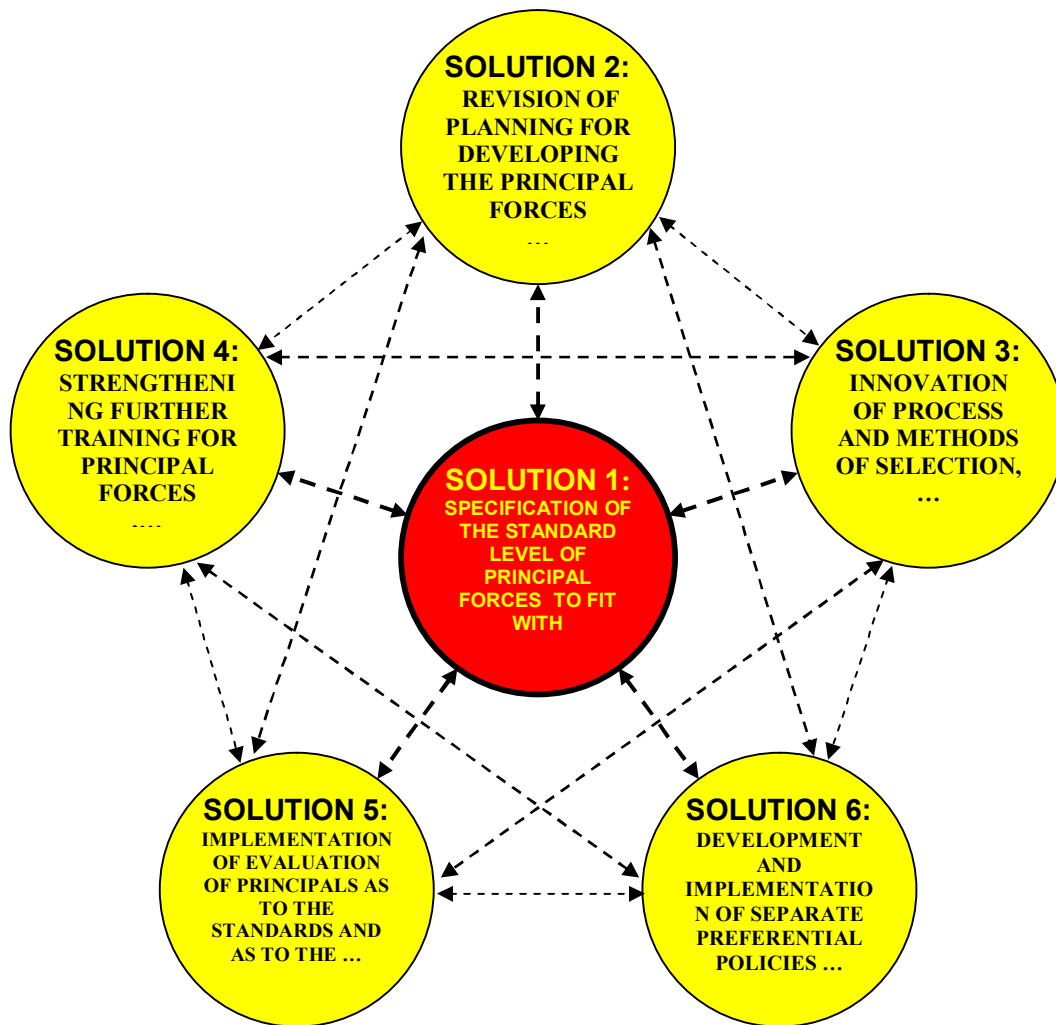 SOLUTION 2:
REVISION OF
PLANNING FOR
DEVELOPING
THE PRINCIPAL
FORCES
…
SOLUTION 4:
STRENGTHENI
NG FURTHER
TRAINING FOR
PRINCIPAL
FORCES
….
SOLUTION 3:
INNOVATION
OF PROCESS
AND METHODS
OF SELECTION,
…
SOLUTION 1:
SPECIFICATION OF
THE STANDARD
LEVEL OF
PRINCIPAL
FORCES TO FIT
WITH
SOLUTION 5:
IMPLEMENTATION
OF EVALUATION
OF PRINCIPALS AS
TO THE
STANDARDS AND
AS TO THE …
SOLUTION 6:
DEVELOPMENT
AND
IMPLEMENTATIO
N OF SEPARATE
PREFERENTIAL
POLICIES …